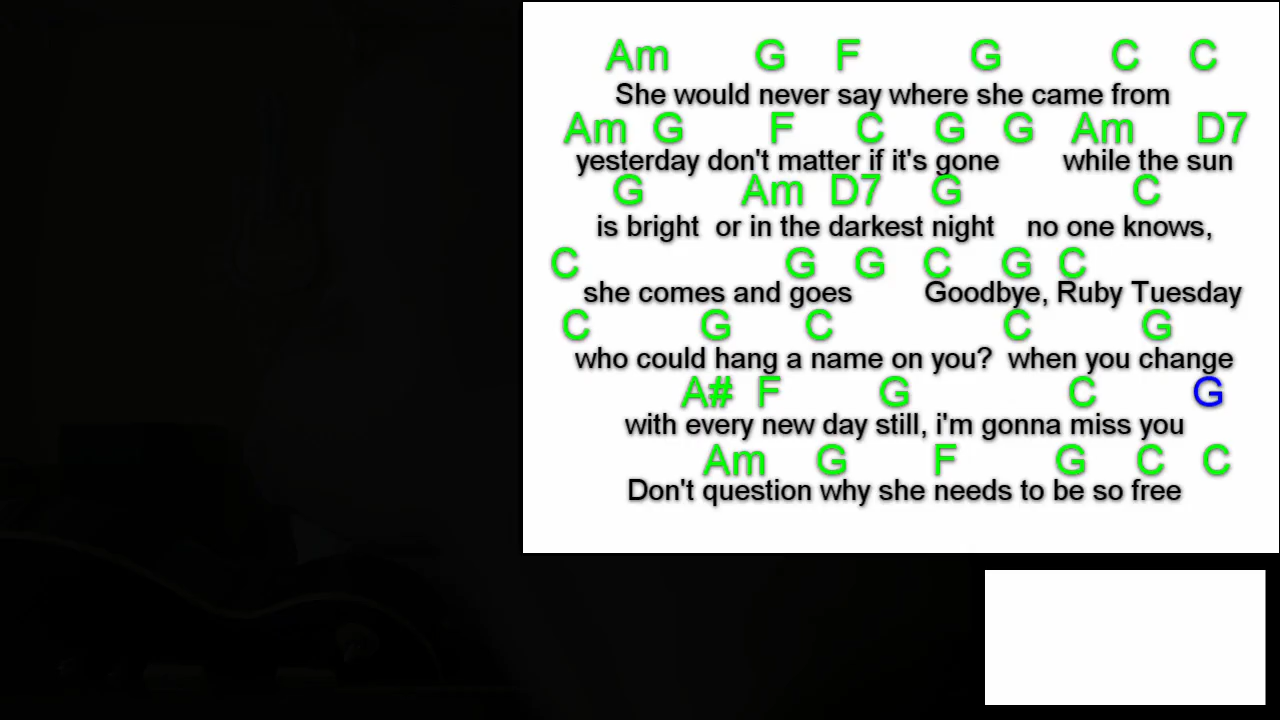 Am G F G C C
She would never say where she came from
Am G F C G G Am D7
yesterday don't matter if it's gone while the sun
G Am D7 G C
is bright or in the darkest night no one knows,
C G G C G C
she comes and goes Goodbye, Ruby Tuesday
C G C C G
who could hang a name on you? when you change
A# F G C G
with every new day still, i'm gonna miss you
Am G F G C C
Don't question why she needs to be so free